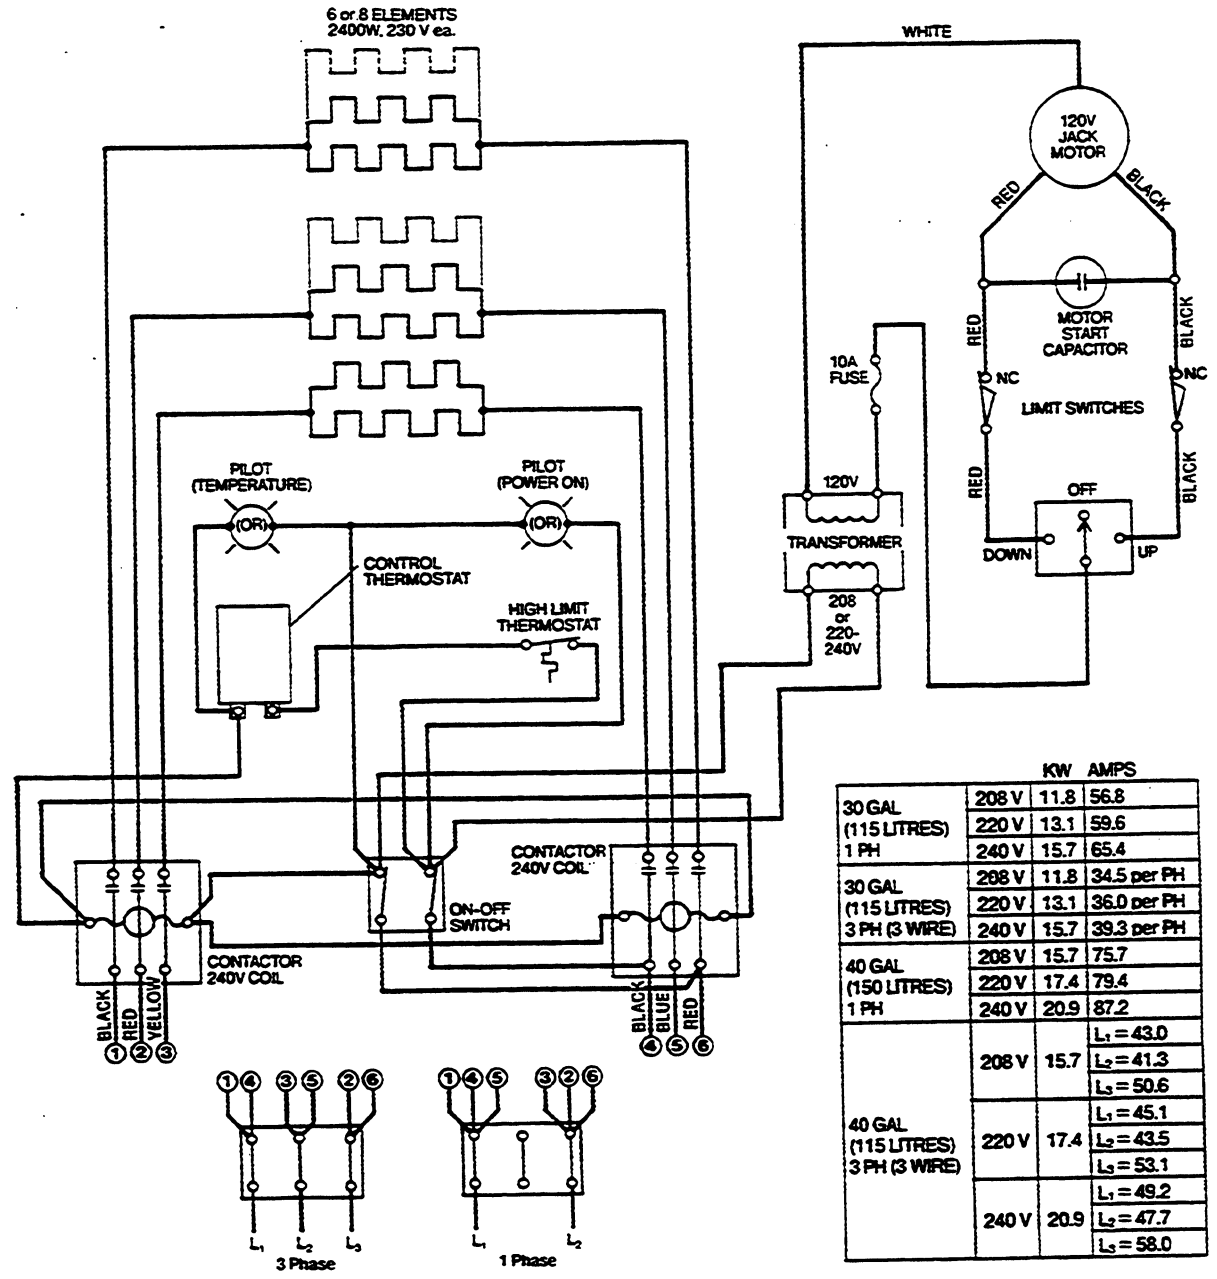 6 or 8 ELEMENTS
2400W, 230 V ea.
WHITE
120V
JACK
MOTOR
RED
BLACK
MOTOR
START
CAPACITOR
RED
BLACK
10A
FUSE
NC
NC
LIMIT SWITCHES
PILOT
(TEMPERATURE)
PILOT
(POWER ON)
(OR)
(OR)
120V
TRANSFORMER
208
or
220-
240V
RED
BLACK
OFF
DOWN
UP
CONTROL
THERMOSTAT
HIGH LIMIT
THERMOSTAT
CONTACTOR
240V COIL
ON-OFF
SWITCH
CONTACTOR
240V COIL
BLACK
RED
YELLOW
1 2 3
BLACK
BLUE
RED
4 5 6
1 4 3 5 2 6
L1 L2 L3
3 Phase
1 4 5 3 2 6
L1 L2
1 Phase
KW AMPS
30 GAL
(115 LITRES)
1 PH
208 V 11.8 56.8
220 V 13.1 59.6
240 V 15.7 65.4
30 GAL
(115 LITRES)
3 PH (3 WIRE)
208 V 11.8 34.5 per PH
220 V 13.1 36.0 per PH
240 V 15.7 39.3 per PH
40 GAL
(150 LITRES)
1 PH
208 V 15.7 75.7
220 V 17.4 79.4
240 V 20.9 87.2
40 GAL
(115 LITRES)
3 PH (3 WIRE)
208 V 15.7
L1 = 43.0
L2 = 41.3
L3 = 50.6
220 V 17.4
L1 = 45.1
L2 = 43.5
L3 = 53.1
240 V 20.9
L1 = 49.2
L2 = 47.7
L3 = 58.0